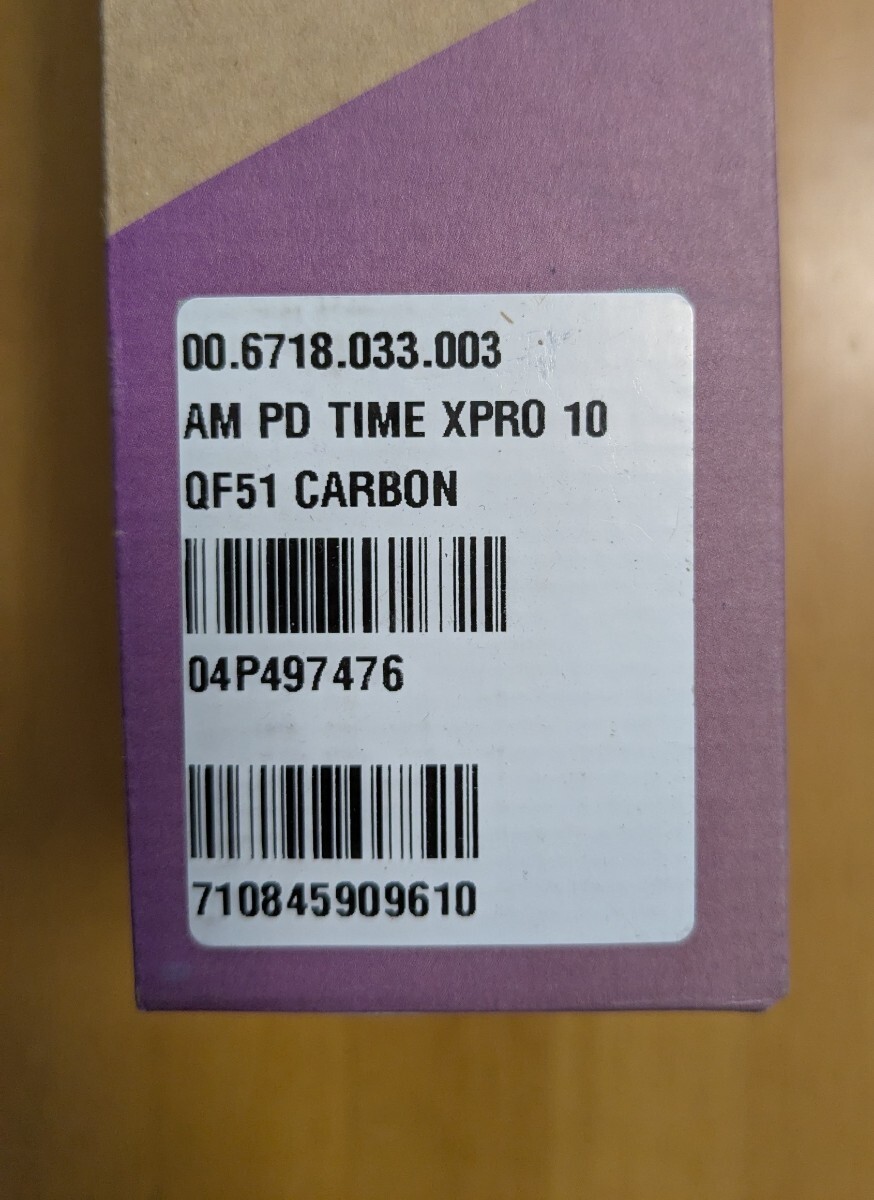 00.6718.033.003
AM PD TIME XPRO 10
QF51 CARBON
04P497476
710845909610